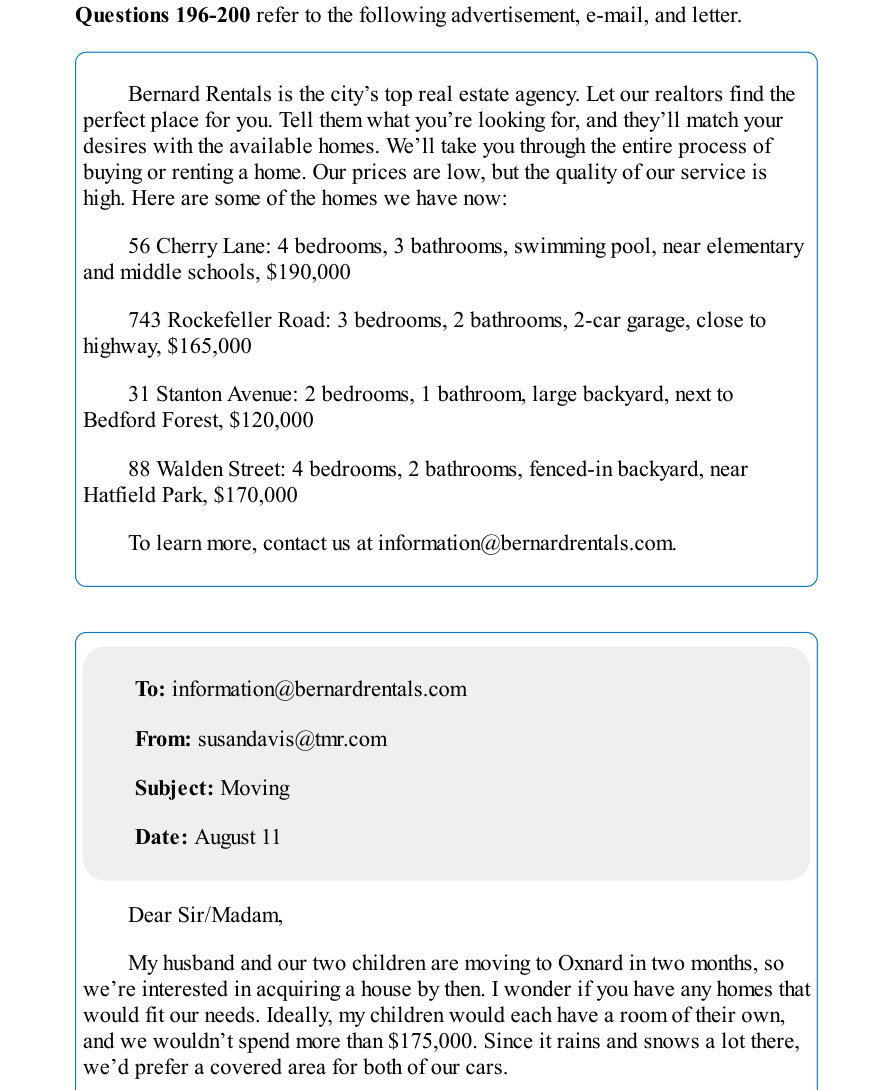 Questions 196-200 refer to the following advertisement, e-mail, and letter.
Bernard Rentals is the city’s top real estate agency. Let our realtors find the
perfect place for you. Tell them what you’re looking for, and they’ll match your
desires with the available homes. We’ll take you through the entire process of
buying or renting a home. Our prices are low, but the quality of our service is
high. Here are some of the homes we have now:
56 Cherry Lane: 4 bedrooms, 3 bathrooms, swimming pool, near elementary
and middle schools, $190,000
743 Rockefeller Road: 3 bedrooms, 2 bathrooms, 2-car garage, close to
highway, $165,000
31 Stanton Avenue: 2 bedrooms, 1 bathroom, large backyard, next to
Bedford Forest, $120,000
88 Walden Street: 4 bedrooms, 2 bathrooms, fenced-in backyard, near
Hatfield Park, $170,000
To learn more, contact us at information@bernardrentals.com.
To: information@bernardrentals.com
From: susandavis@tmr.com
Subject: Moving
Date: August 11
Dear Sir/Madam,
My husband and our two children are moving to Oxnard in two months, so
we’re interested in acquiring a house by then. I wonder if you have any homes that
would fit our needs. Ideally, my children would each have a room of their own,
and we wouldn’t spend more than $175,000. Since it rains and snows a lot there,
we’d prefer a covered area for both of our cars.